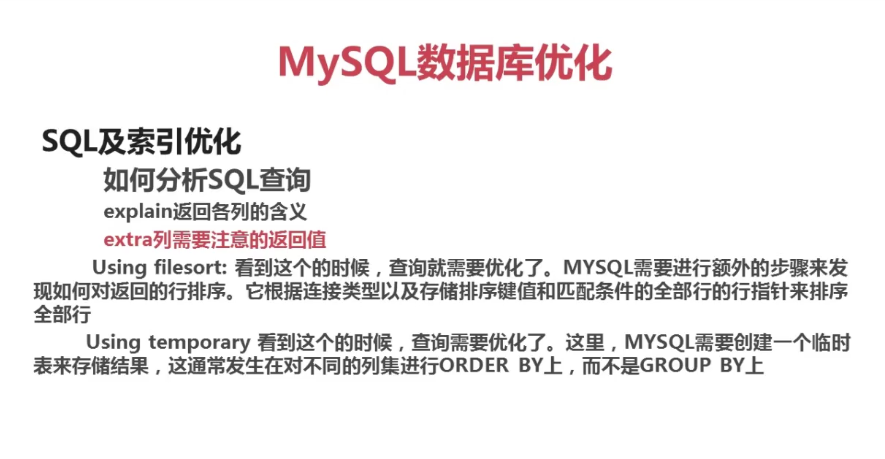 MySQL数据库优化
SQL及索引优化
如何分析SQL查询
explain返回各列的含义
extra列需要注意的返回值
Using filesort: 看到这个的时候，查询就需要优化了。MYSQL需要进行额外的步骤来发
现如何对返回的行排序。它根据连接类型以及存储排序键值和匹配条件的全部行的行指针来排序
全部行
Using temporary 看到这个的时候，查询需要优化了。这里，MYSQL需要创建一个临时
表来存储结果，这通常发生在对不同的列集进行ORDER BY上，而不是GROUP BY上